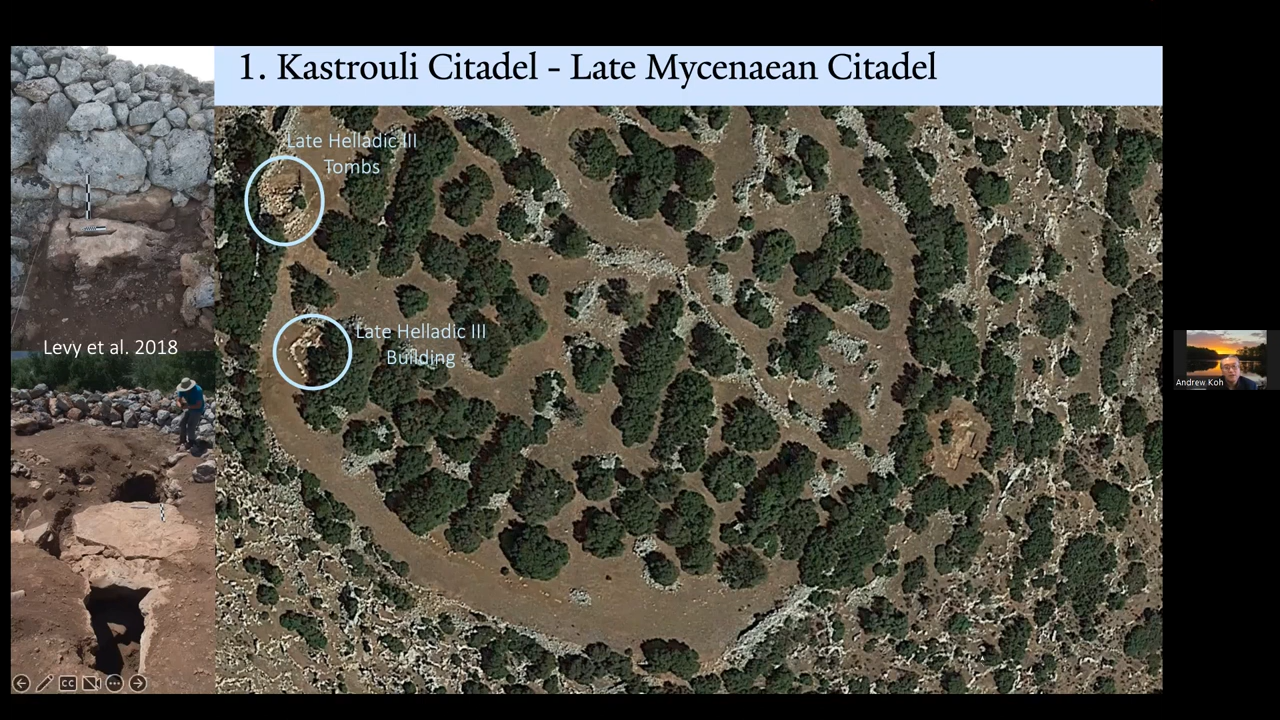 1. Kastrouli Citadel - Late Mycenaean Citadel
Late Helladic III
Tombs
Late Helladic III
Building
Levy et al. 2018
Andrew Koh
CC